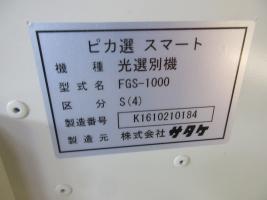 ピカ選 スマート
機種 光選別機
型式名 FGS-1000
区分 S(4)
製造番号 K1610210184
製造元 株式会社 サタケ